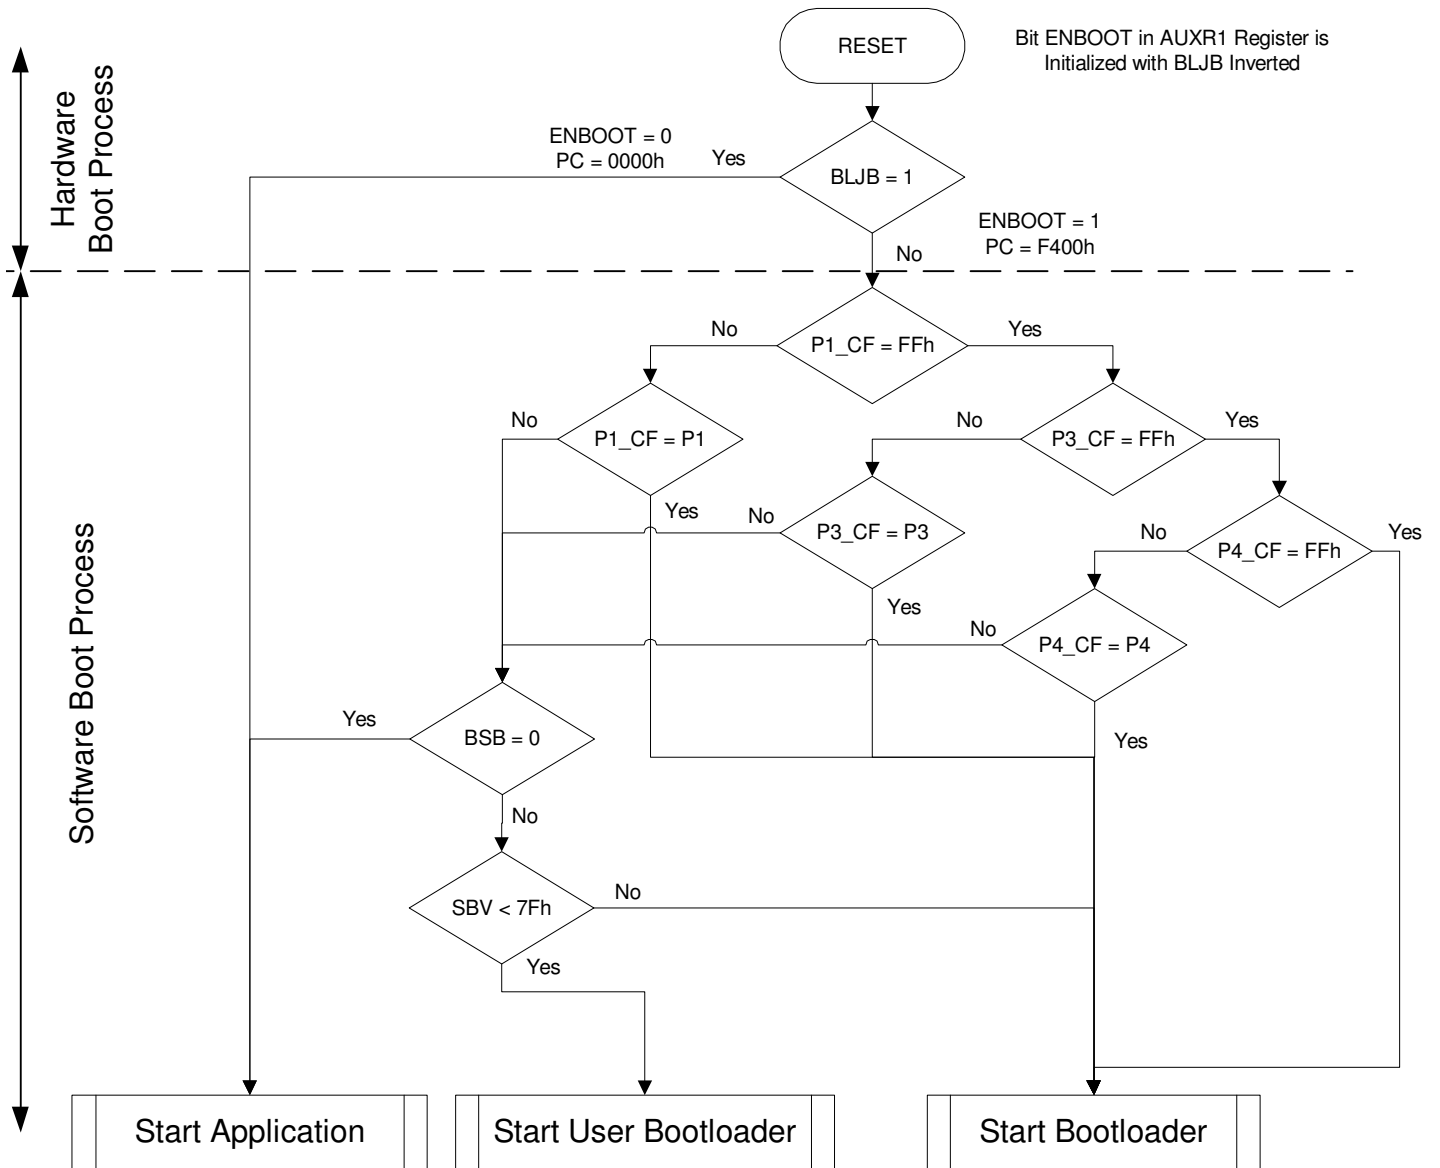 RESET
Bit ENBOOT in AUXR1 Register is
Initialized with BLJB Inverted
Hardware
Boot Process
ENBOOT = 0
PC = 0000h
Yes
BLJB = 1
ENBOOT = 1
PC = F400h
No
No
P1_CF = FFh
Yes
No
P1_CF = P1
Yes
No
P3_CF = FFh
Yes
No
P3_CF = P3
Yes
No
P4_CF = FFh
Yes
No
P4_CF = P4
Yes
Software Boot Process
Yes
BSB = 0
No
SBV < 7Fh
No
Yes
Start Application
Start User Bootloader
Start Bootloader